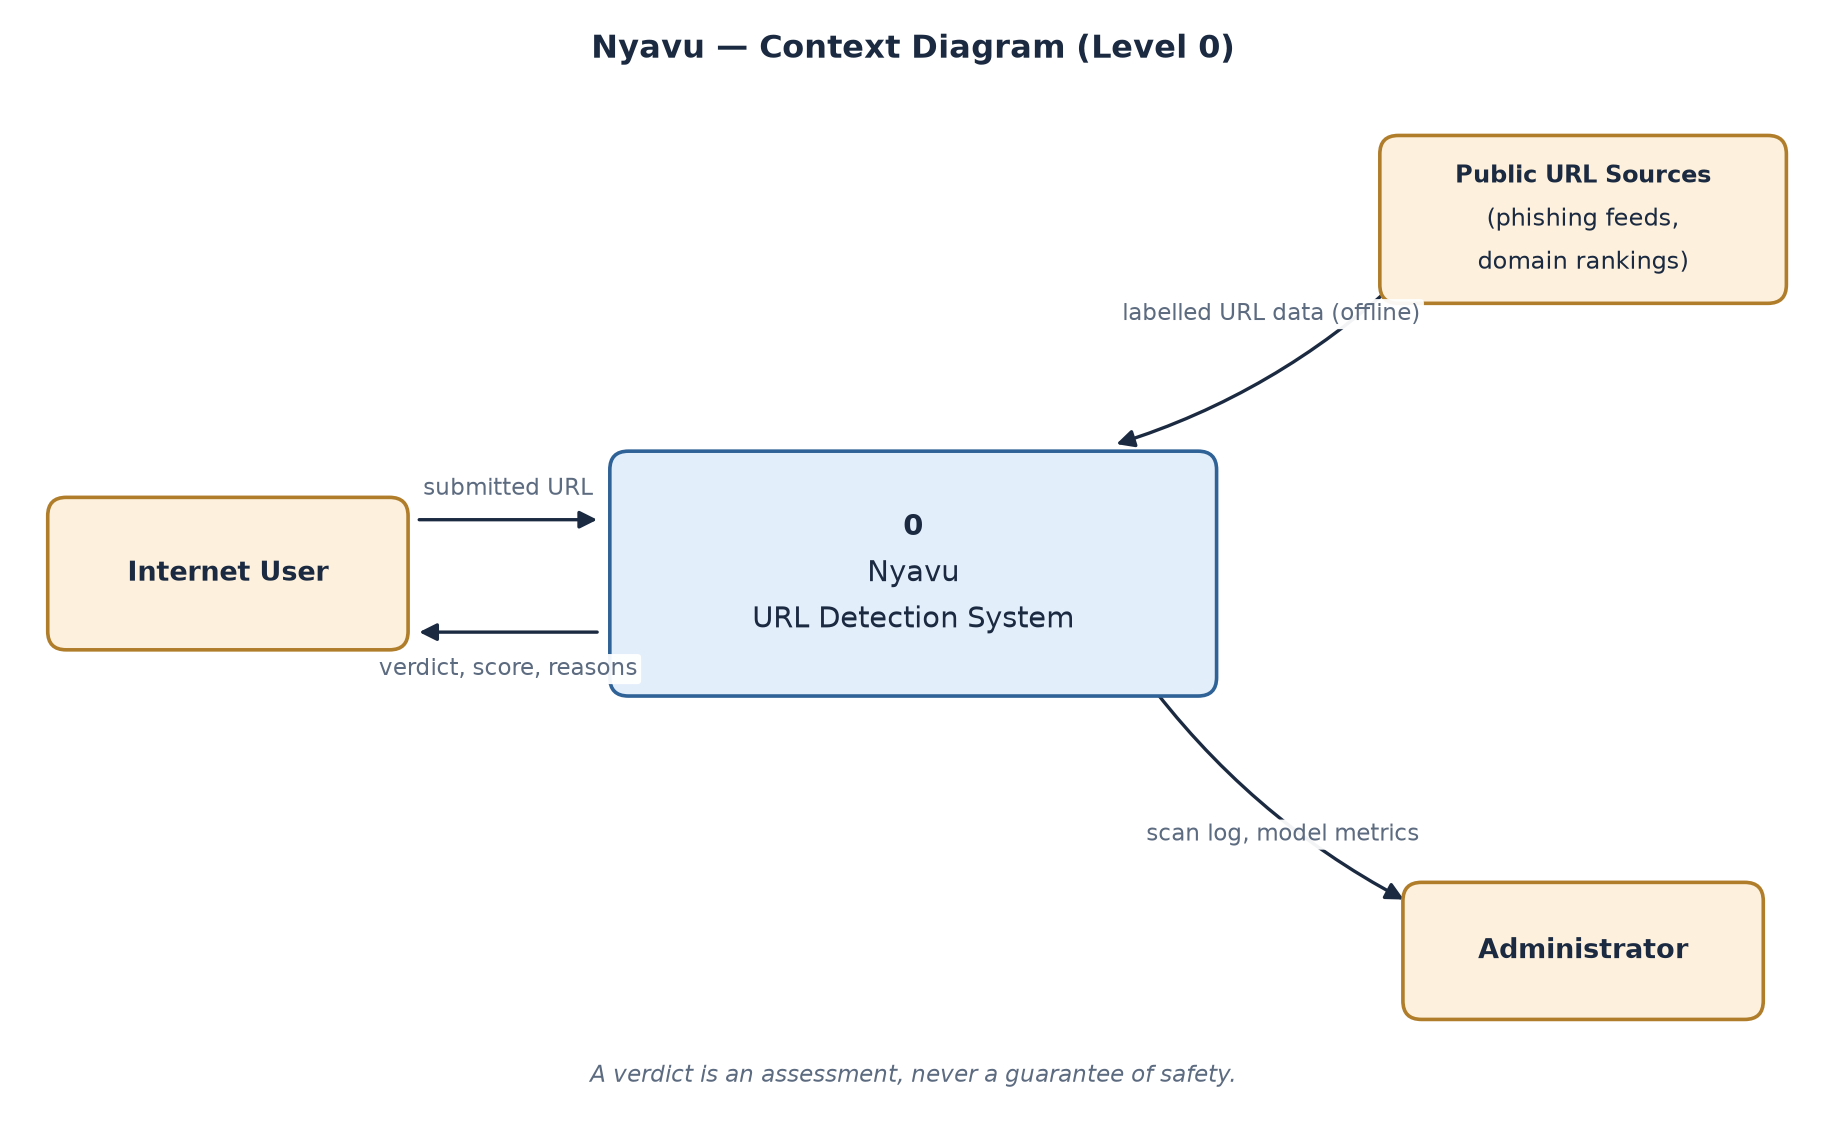 Nyavu — Context Diagram (Level 0)
Public URL Sources
(phishing feeds,
domain rankings)
labelled URL data (offline)
submitted URL
Internet User
verdict, score, reasons
0
Nyavu
URL Detection System
scan log, model metrics
Administrator
A verdict is an assessment, never a guarantee of safety.